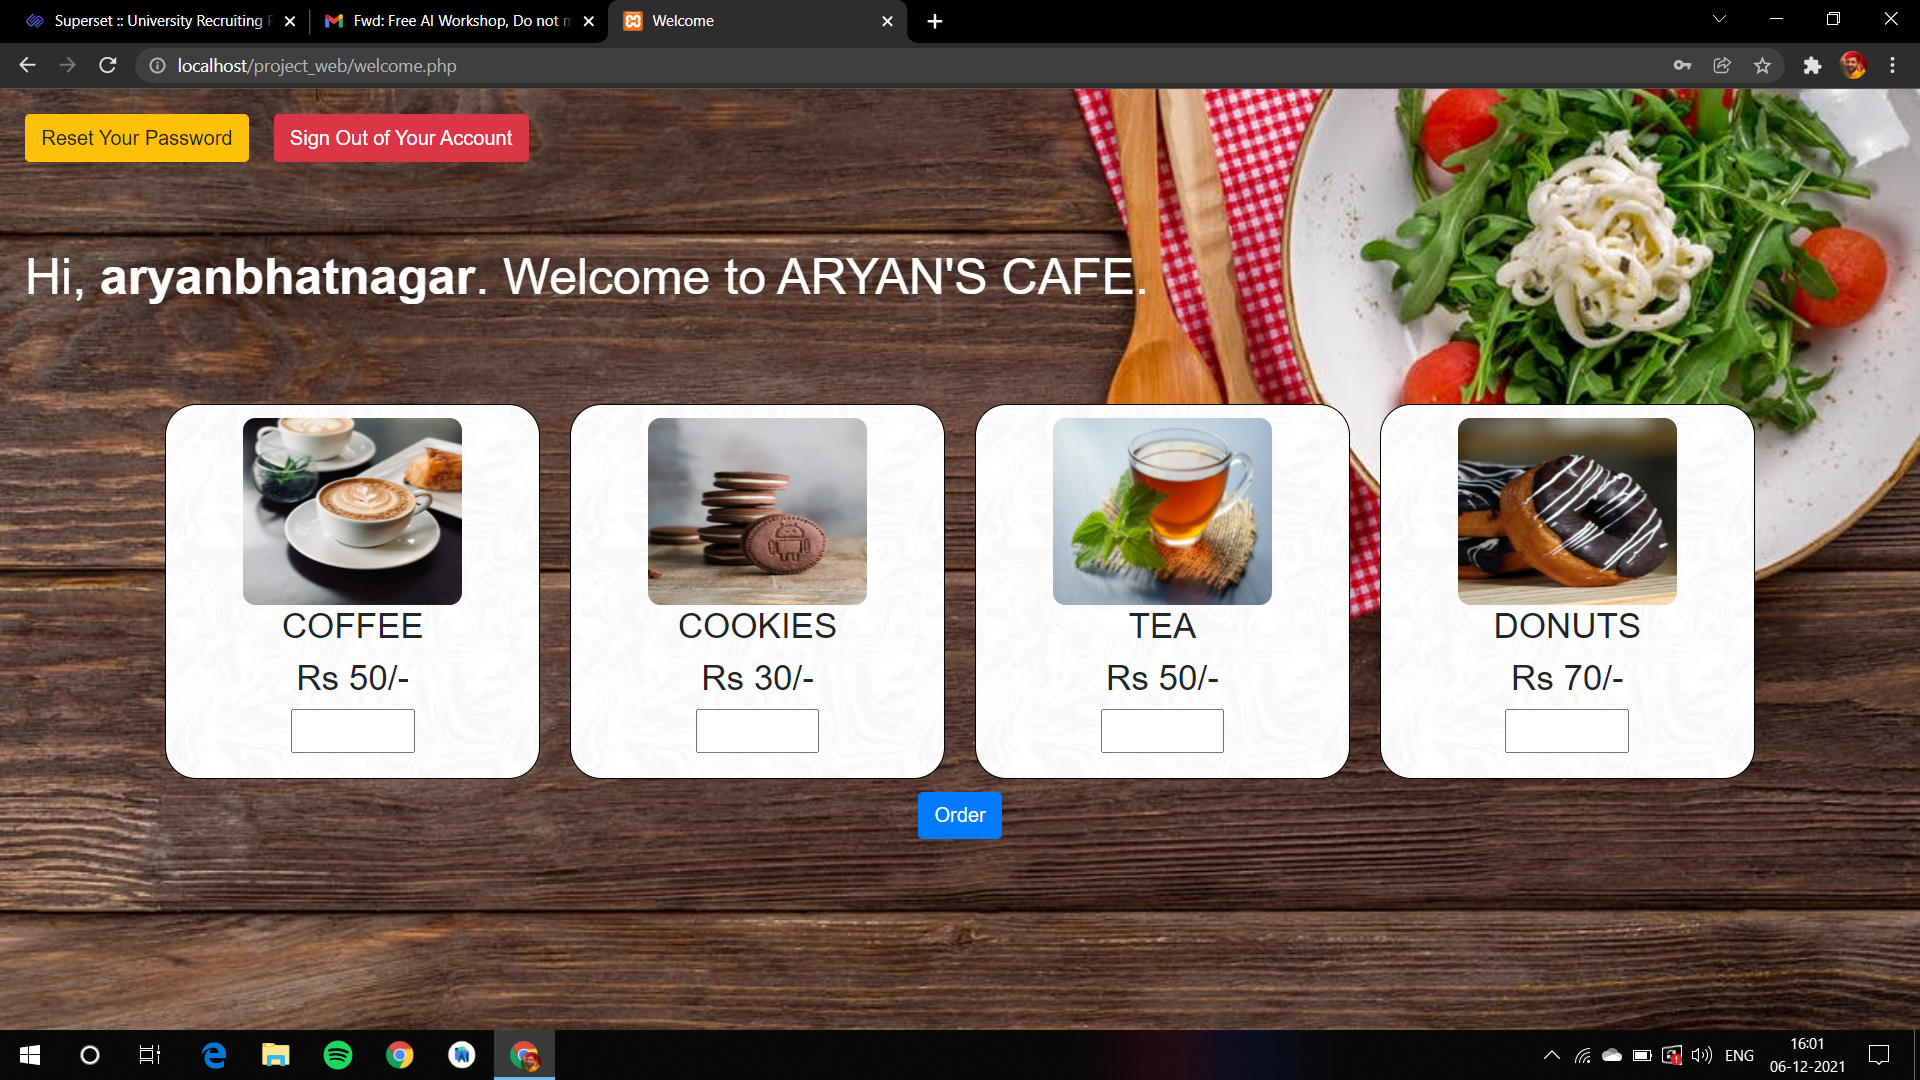 Superset :: University Recruiting
Fwd: Free AI Workshop, Do not
Welcome
localhost/project_web/welcome.php
Reset Your Password
Sign Out of Your Account
Hi, aryanbhatnagar. Welcome to ARYAN'S CAFE.
COFFEE
Rs 50/-
COOKIES
Rs 30/-
TEA
Rs 50/-
DONUTS
Rs 70/-
Order
ENG
16:01
06-12-2021